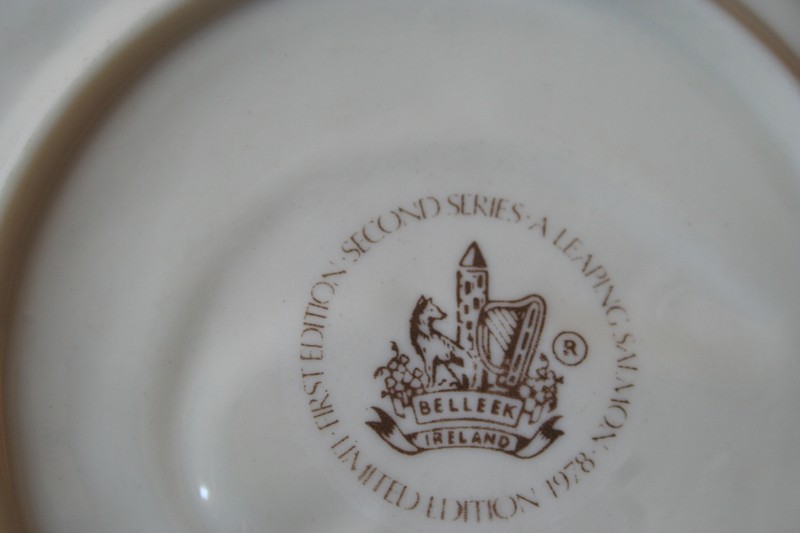 FIRST EDITION · SECOND SERIES · A LEAPING SALMON · LIMITED EDITION 1978 ·
®
BELLEEK
IRELAND